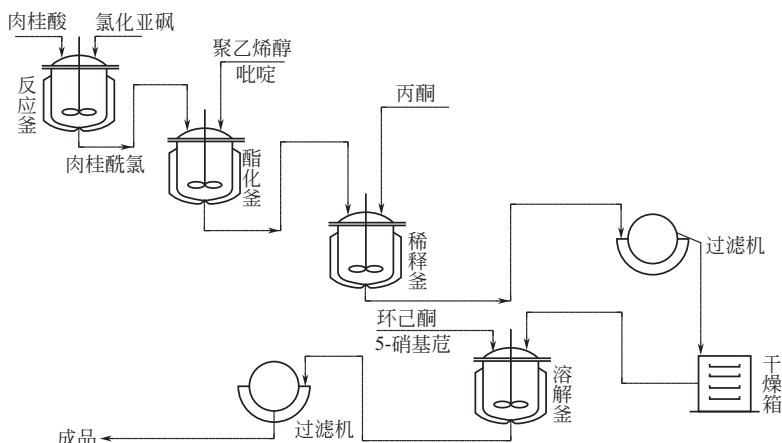 肉桂酸
氯化亚砜
反应釜
肉桂酰氯
聚乙烯醇
吡啶
酯化釜
丙酮
稀释釜
过滤机
干燥箱
环己酮
5-硝基苊
溶解釜
过滤机
成品